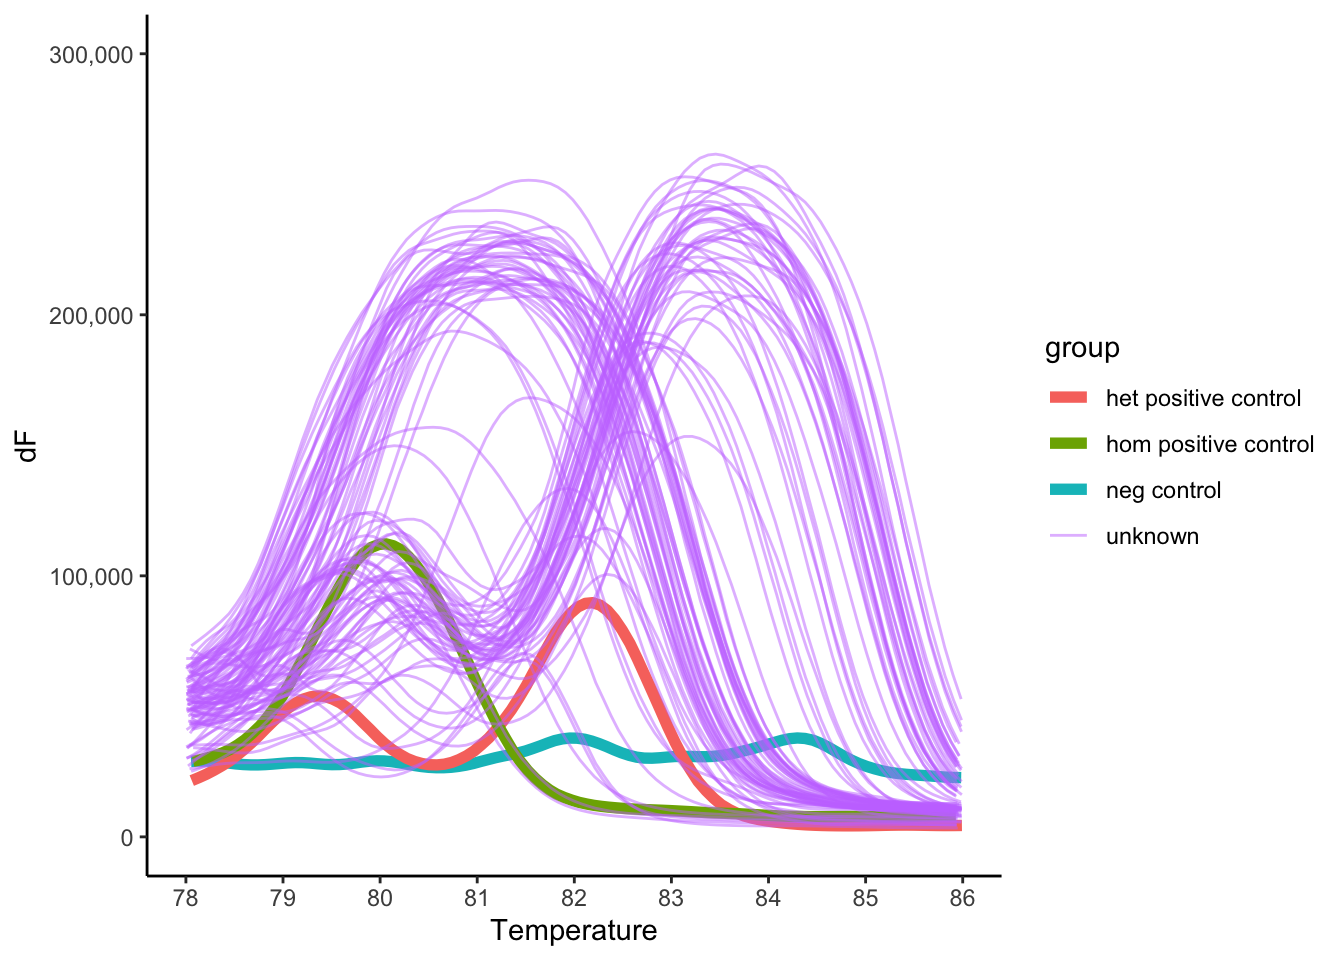 300,000
200,000
100,000
0
dF
78 79 80 81 82 83 84 85 86
Temperature
group
het positive control
hom positive control
neg control
unknown